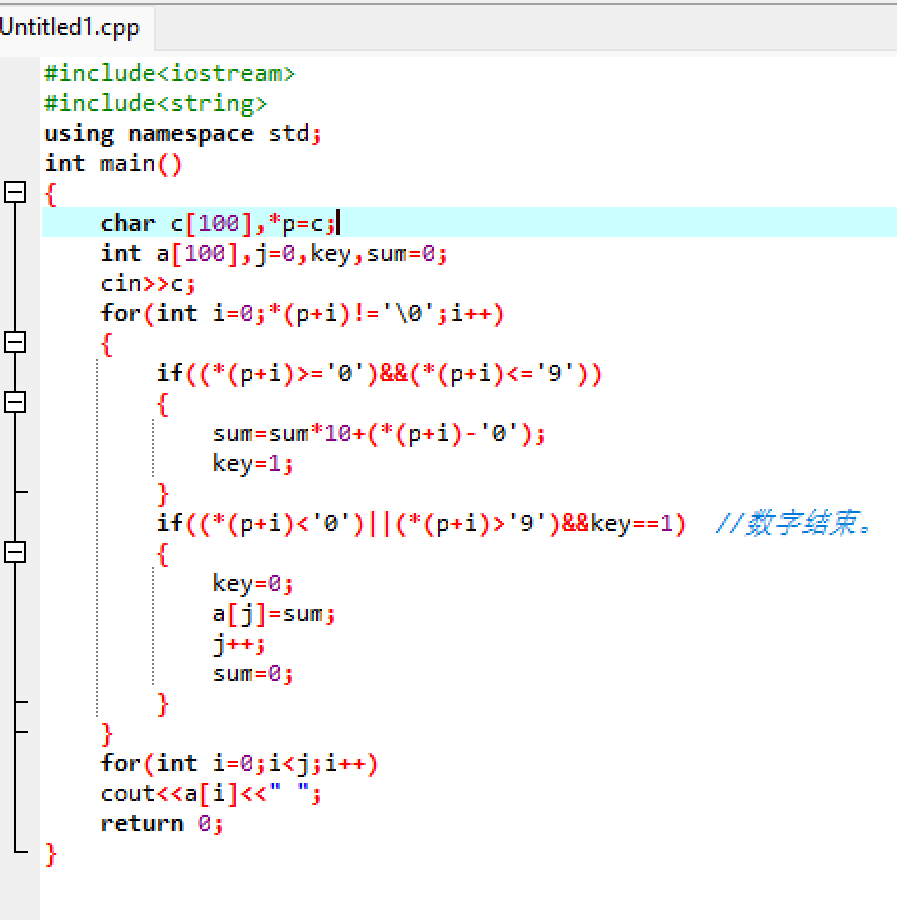 Untitled1.cpp
#include<iostream>
#include<string>
using namespace std;
int main()
{
    char c[100],*p=c;
    int a[100],j=0,key,sum=0;
    cin>>c;
    for(int i=0;*(p+i)!='\0';i++)
    {
        if((*(p+i)>='0')&&(*(p+i)<='9'))
        {
            sum=sum*10+(*(p+i)-'0');
            key=1;
        }
        if((*(p+i)<'0')||(*(p+i)>'9')&&key==1)  //数字结束。
        {
            key=0;
            a[j]=sum;
            j++;
            sum=0;
        }
    }
    for(int i=0;i<j;i++)
    cout<<a[i]<<" ";
    return 0;
}